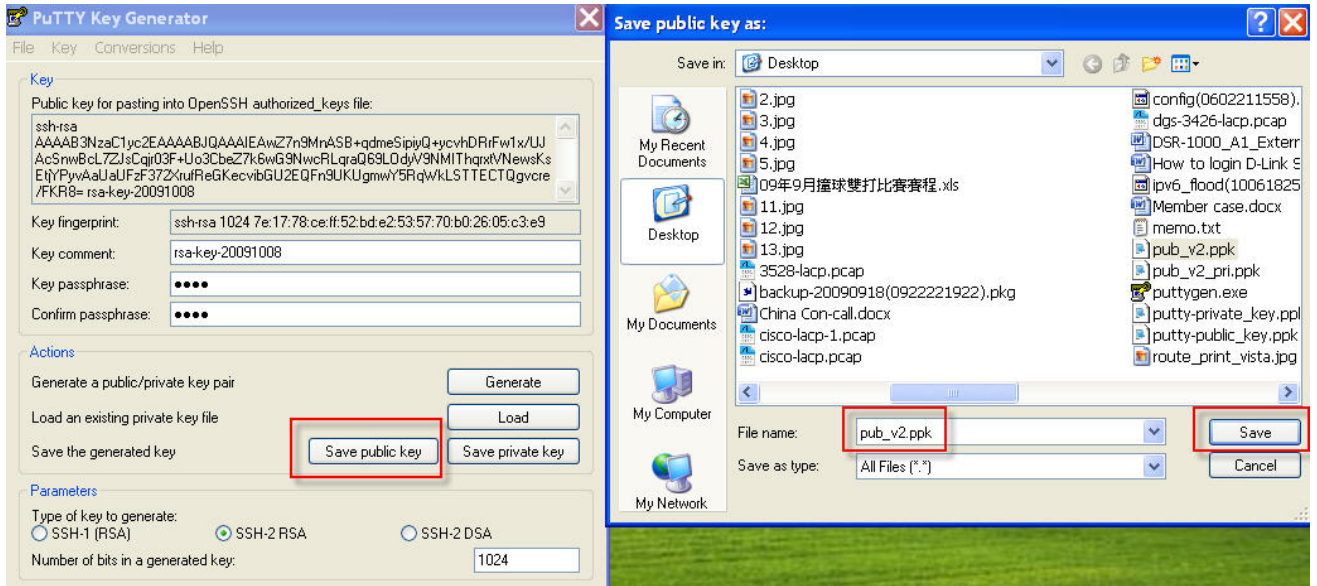 PuTTY Key Generator
File Key Conversions Help
Key
Public key for pasting into OpenSSH authorized_keys file:
ssh-rsa
AAAAB3NzaC1yc2EAAAABJQAAAIEAwZ7n9MnASB+qdmeSipiyQ+ycvhDRrFw1x/UJ
AcSnwBcL7ZJsCqjr03F+Uo3CbeZ7k6wG9NwcRLqraQ69LOdyV9NMIThqrxtVNewsKs
EtjYPyvAaUaUFzF37ZXrufReGKecvibGU2EQFn9UKUgmwY5RqWkLSTTECTQgvcre
/FKR8= rsa-key-20091008
Key fingerprint: ssh-rsa 1024 7e:17:78:ce:ff:52:bd:e2:53:57:70:b0:26:05:c3:e9
Key comment: rsa-key-20091008
Key passphrase: ●●●●
Confirm passphrase: ●●●●
Actions
Generate a public/private key pair Generate
Load an existing private key file Load
Save the generated key Save public key Save private key
Parameters
Type of key to generate:
SSH-1 (RSA) SSH-2 RSA SSH-2 DSA
Number of bits in a generated key: 1024
Save public key as:
Save in: Desktop
My Recent
Documents
Desktop
My Documents
My Computer
My Network
2.jpg
3.jpg
4.jpg
5.jpg
09年9月撞球雙打比賽賽程.xls
11.jpg
12.jpg
13.jpg
3528-lacp.pcap
backup-20090918(0922221922).pkg
China Con-call.docx
cisco-lacp-1.pcap
cisco-lacp.pcap
config(0602211558).
dgs-3426-lacp.pcap
DSR-1000_A1_Extern
How to login D-Link S
ipv6_flood(10061825
Member case.docx
memo.txt
pub_v2.ppk
pub_v2_pri.ppk
puttygen.exe
putty-private_key.ppl
putty-public_key.ppk
route_print_vista.jpg
File name: pub_v2.ppk Save
Save as type: All Files (*.*) Cancel